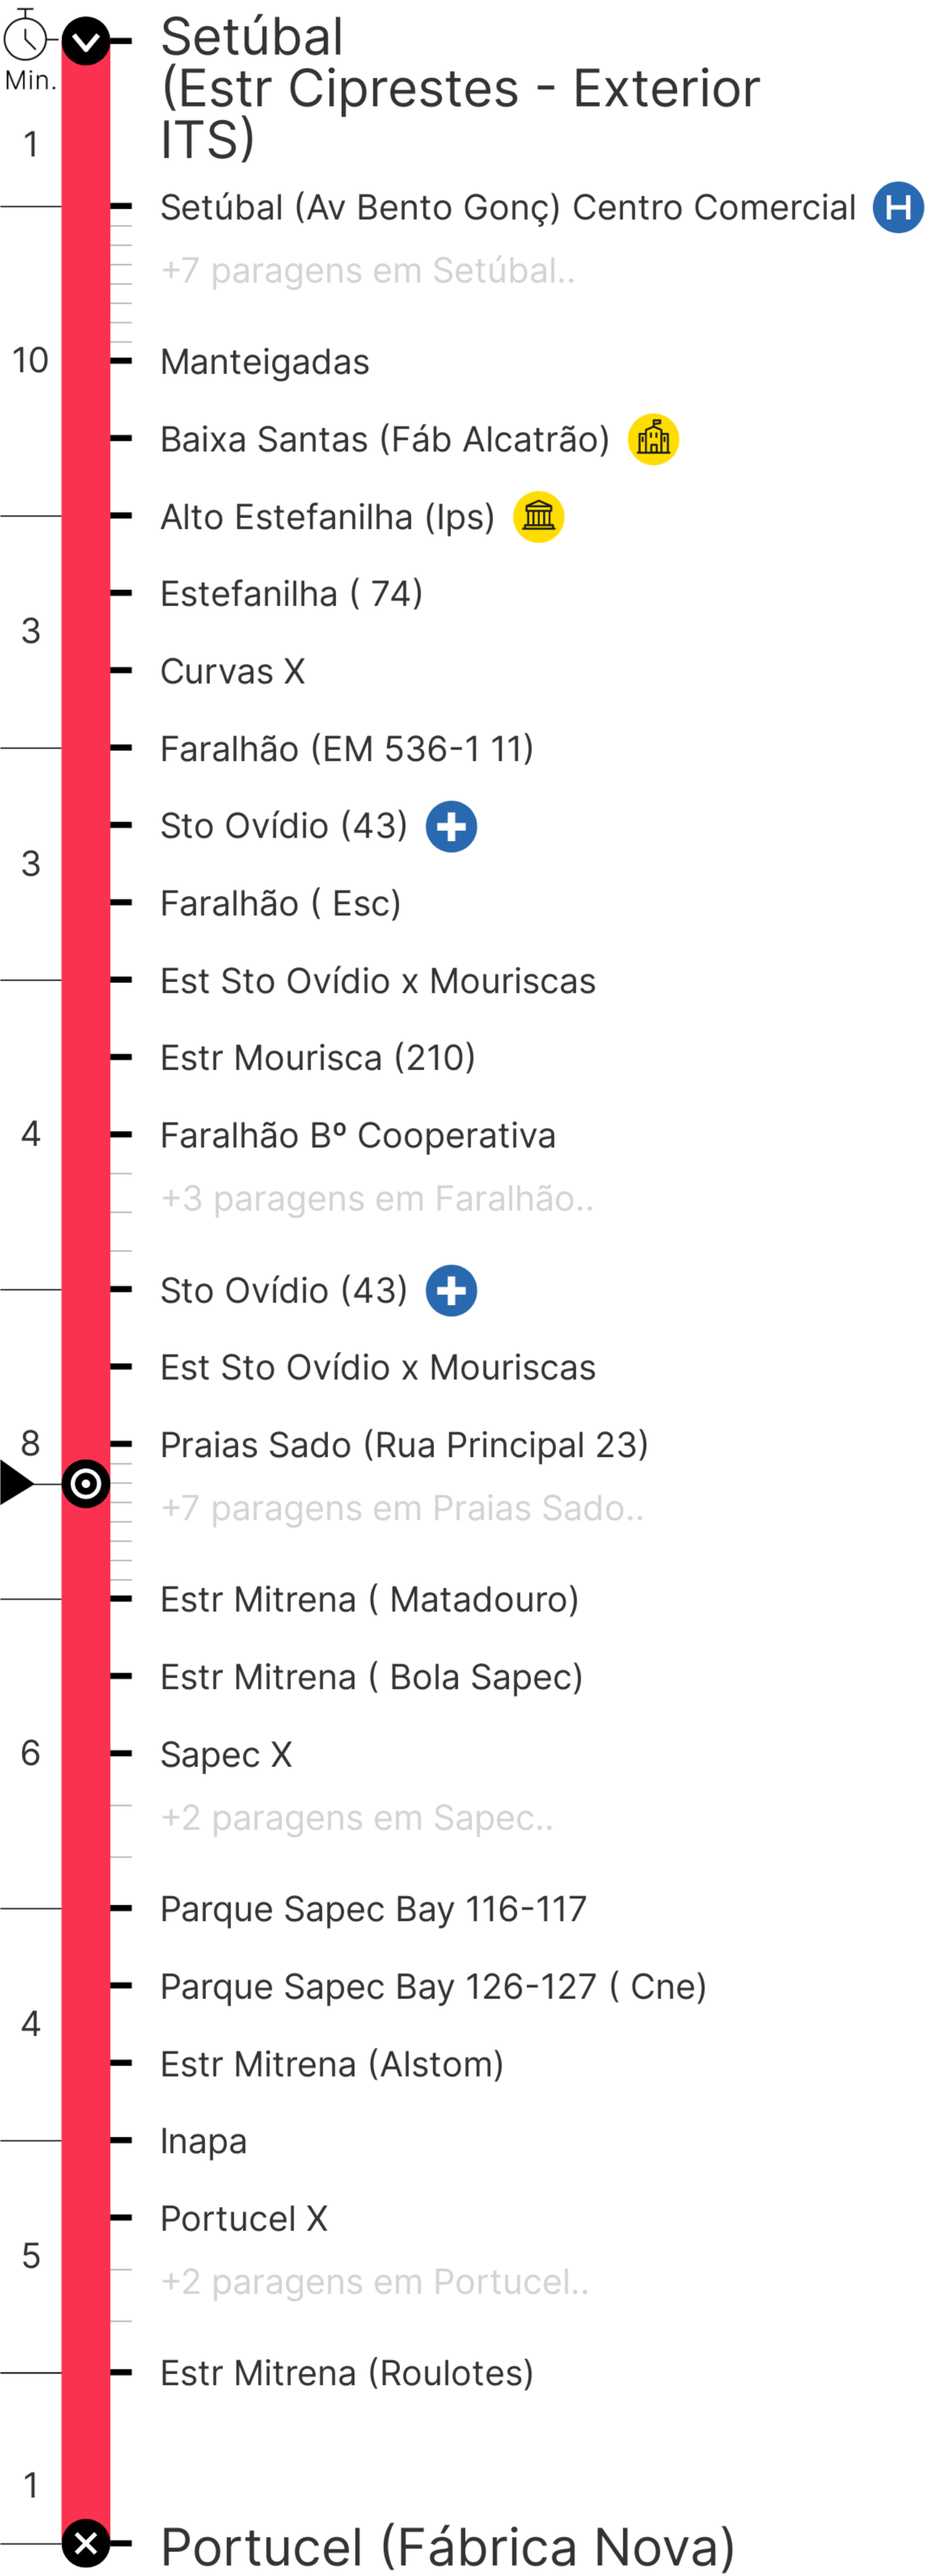 Setúbal
(Estr Ciprestes - Exterior
ITS)
Min.
1
Setúbal (Av Bento Gonç) Centro Comercial H
+7 paragens em Setúbal..
10
Manteigadas
Baixa Santas (Fáb Alcatrão)
Alto Estefanilha (Ips)
Estefanilha ( 74)
3
Curvas X
Faralhão (EM 536-1 11)
Sto Ovídio (43)
3
Faralhão ( Esc)
Est Sto Ovídio x Mouriscas
Estr Mourisca (210)
4
Faralhão Bº Cooperativa
+3 paragens em Faralhão..
Sto Ovídio (43)
Est Sto Ovídio x Mouriscas
8
Praias Sado (Rua Principal 23)
+7 paragens em Praias Sado..
Estr Mitrena ( Matadouro)
Estr Mitrena ( Bola Sapec)
6
Sapec X
+2 paragens em Sapec..
Parque Sapec Bay 116-117
Parque Sapec Bay 126-127 ( Cne)
4
Estr Mitrena (Alstom)
Inapa
Portucel X
5
+2 paragens em Portucel..
Estr Mitrena (Roulotes)
1
Portucel (Fábrica Nova)